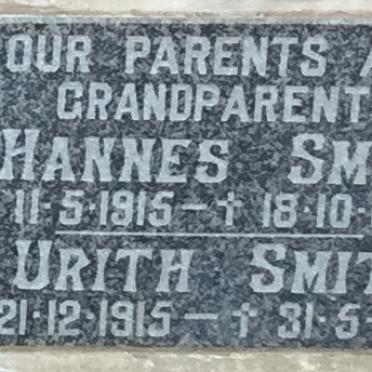 OUR PARENTS A
GRANDPARENT
HANNES SM
11·5·1915 – † 18·10·
URITH SMIT
21·12·1915 – † 31·5·